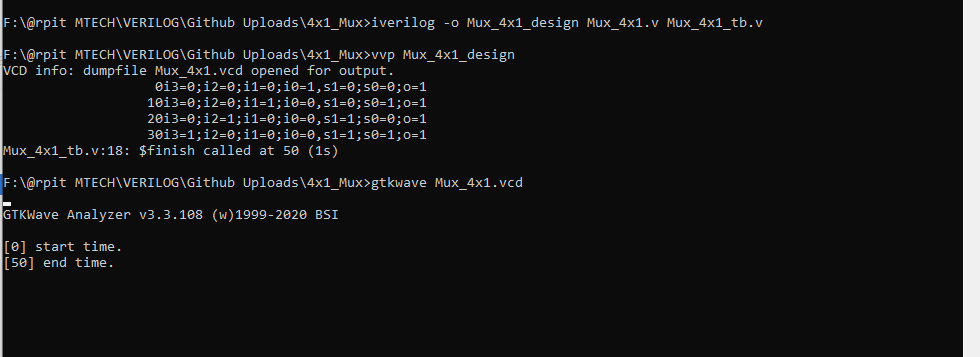 F:\@rpit MTECH\VERILOG\Github Uploads\4x1_Mux>iverilog -o Mux_4x1_design Mux_4x1.v Mux_4x1_tb.v
F:\@rpit MTECH\VERILOG\Github Uploads\4x1_Mux>vvp Mux_4x1_design
VCD info: dumpfile Mux_4x1.vcd opened for output.
                   0i3=0;i2=0;i1=0;i0=1,s1=0;s0=0;o=1
                  10i3=0;i2=0;i1=1;i0=0,s1=0;s0=1;o=1
                  20i3=0;i2=1;i1=0;i0=0,s1=1;s0=0;o=1
                  30i3=1;i2=0;i1=0;i0=0,s1=1;s0=1;o=1
Mux_4x1_tb.v:18: $finish called at 50 (1s)
F:\@rpit MTECH\VERILOG\Github Uploads\4x1_Mux>gtkwave Mux_4x1.vcd
GTKWave Analyzer v3.3.108 (w)1999-2020 BSI
[0] start time.
[50] end time.